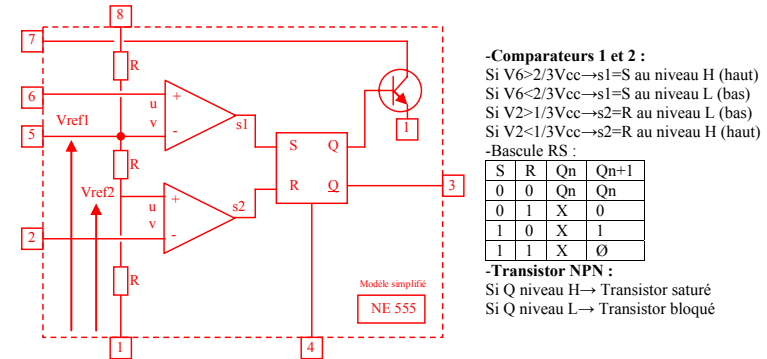 8
7
R
6
+
u
Vref1
v
5
-
s1
1
S Q
R
R Q
3
Vref2
+
u
s2
v
2
-
R
Modèle simplifié
NE 555
1
4
-Comparateurs 1 et 2 :
Si V6>2/3Vcc→s1=S au niveau H (haut)
Si V6<2/3Vcc→s1=S au niveau L (bas)
Si V2>1/3Vcc→s2=R au niveau L (bas)
Si V2<1/3Vcc→s2=R au niveau H (haut)
-Bascule RS :
S R Qn Qn+1
0 0 Qn Qn
0 1 X 0
1 0 X 1
1 1 X Ø
-Transistor NPN :
Si Q niveau H→ Transistor saturé
Si Q niveau L→ Transistor bloqué